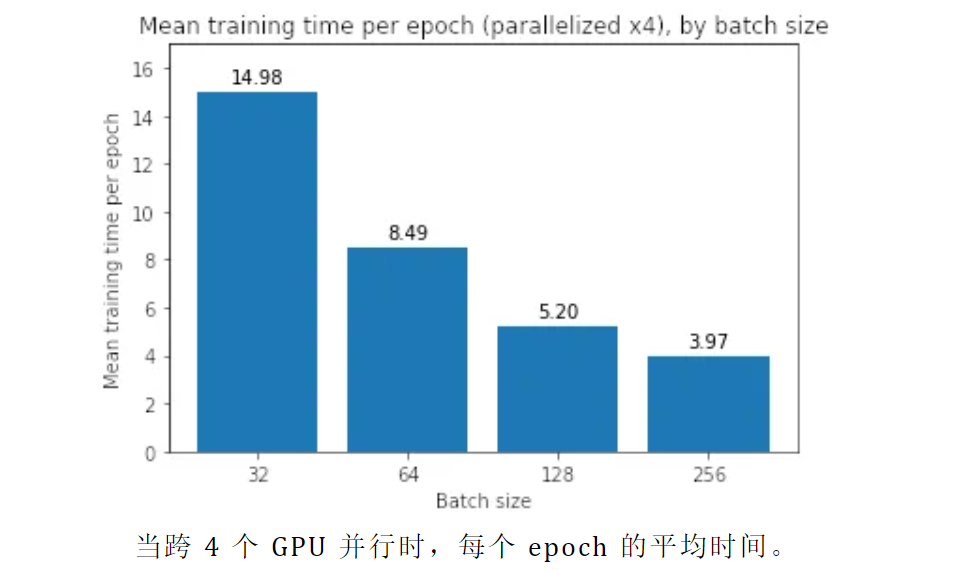 Mean training time per epoch (parallelized x4), by batch size
Mean training time per epoch
16
14
12
10
8
6
4
2
0
14.98
8.49
5.20
3.97
32 64 128 256
Batch size
当跨 4 个 GPU 并行时，每个 epoch 的平均时间。